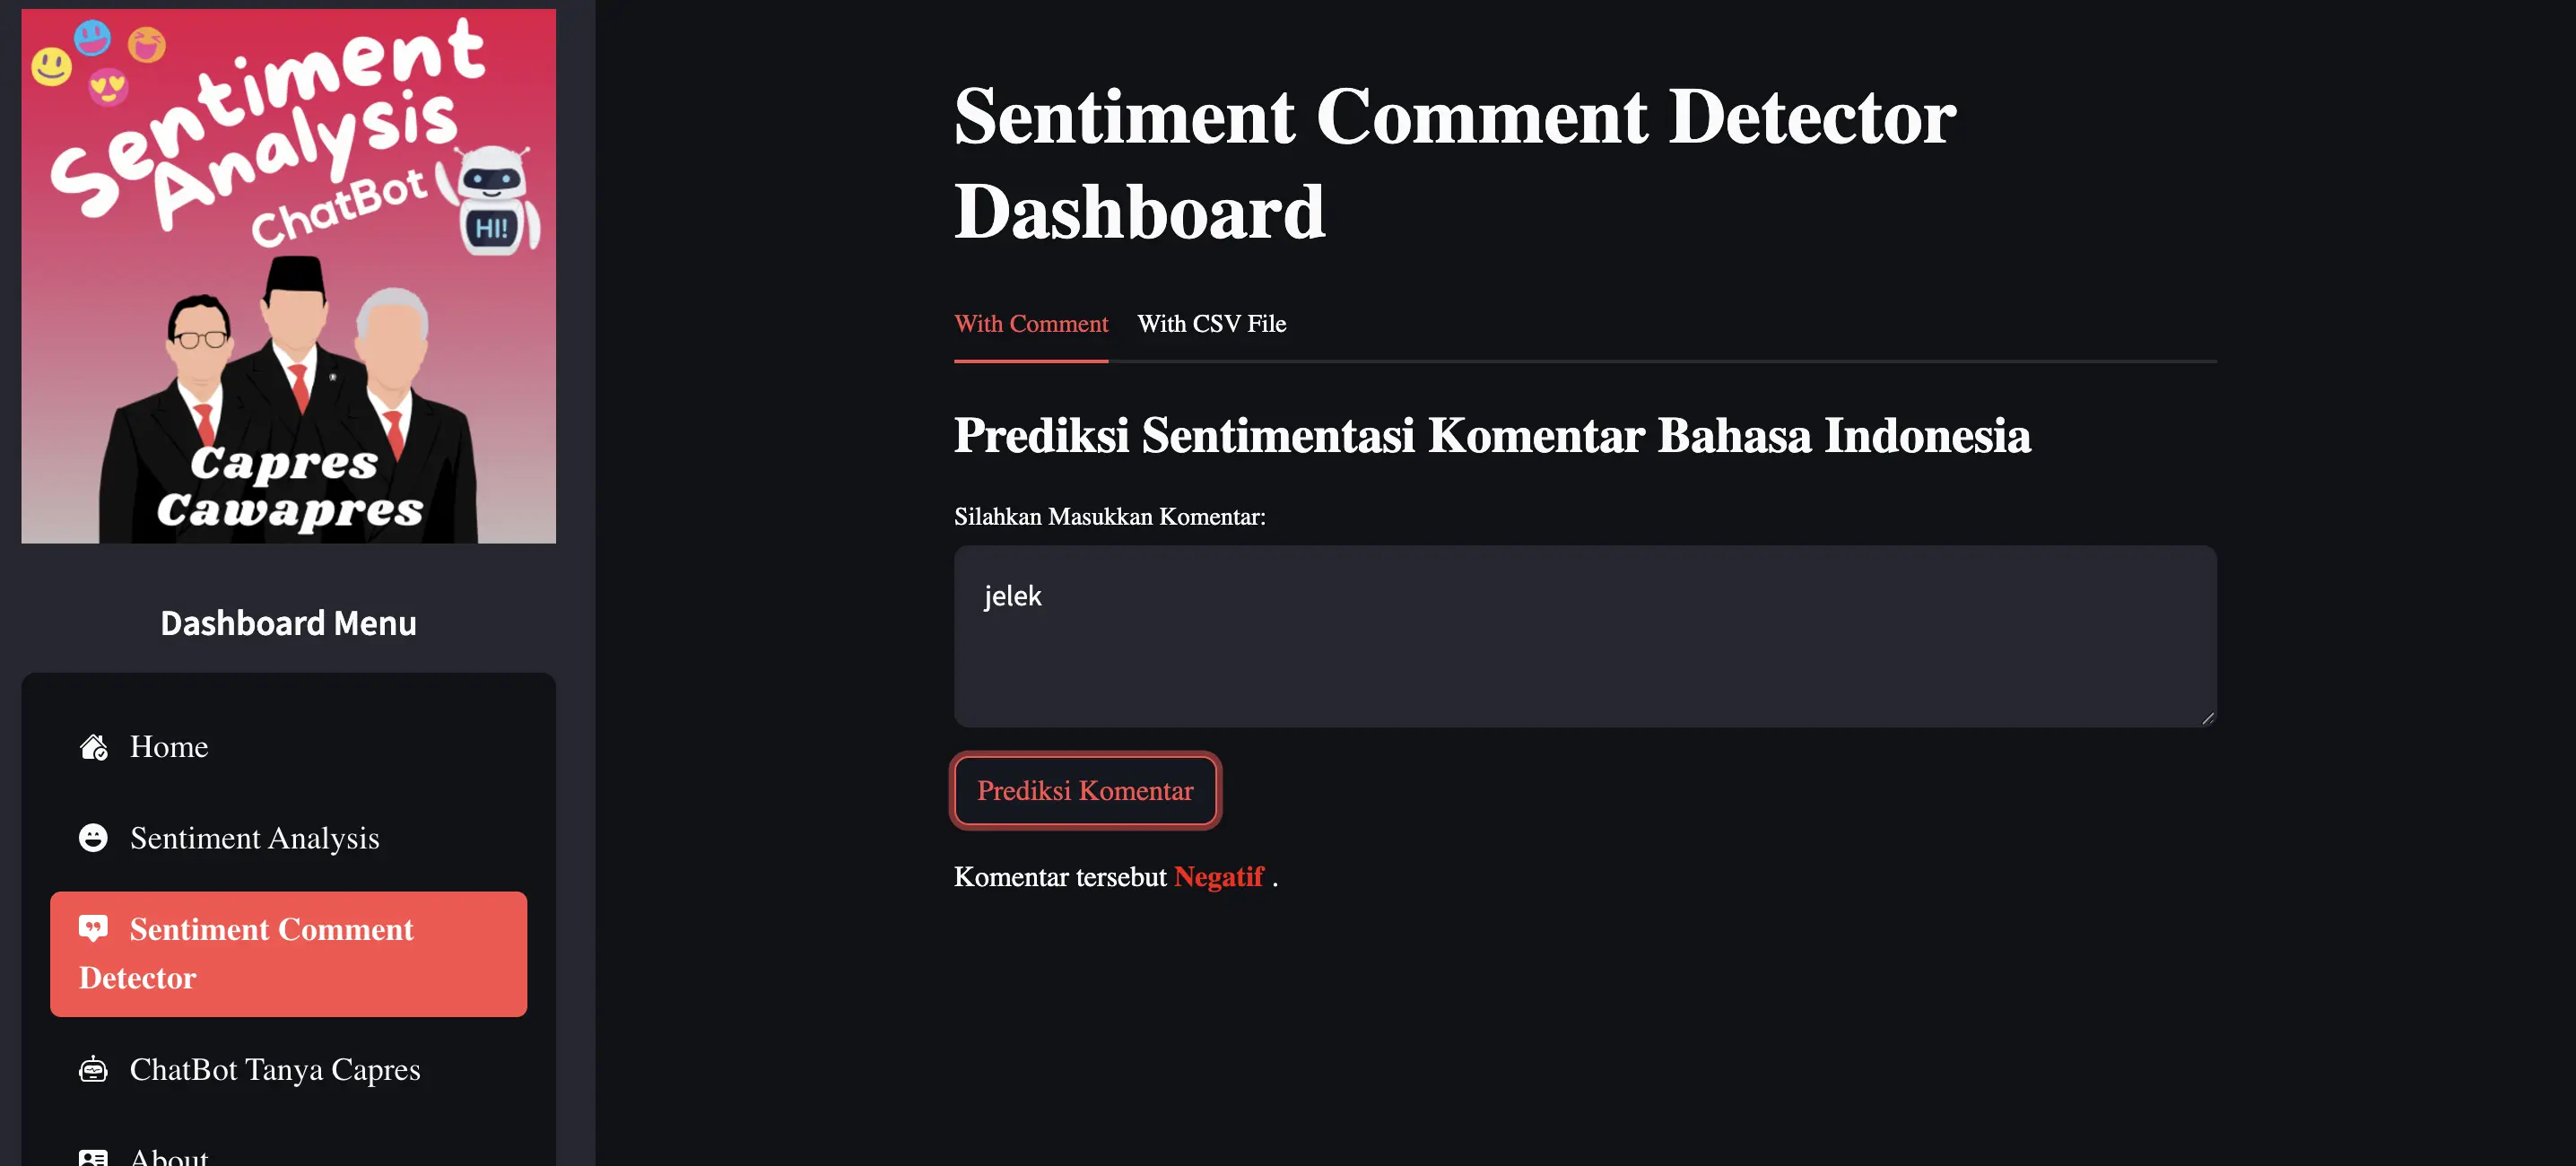 Sentiment
Analysis
ChatBot
HI!
Capres
Cawapres
Dashboard Menu
Home
Sentiment Analysis
Sentiment Comment
Detector
ChatBot Tanya Capres
About
Sentiment Comment Detector
Dashboard
With Comment
With CSV File
Prediksi Sentimentasi Komentar Bahasa Indonesia
Silahkan Masukkan Komentar:
jelek
Prediksi Komentar
Komentar tersebut Negatif .